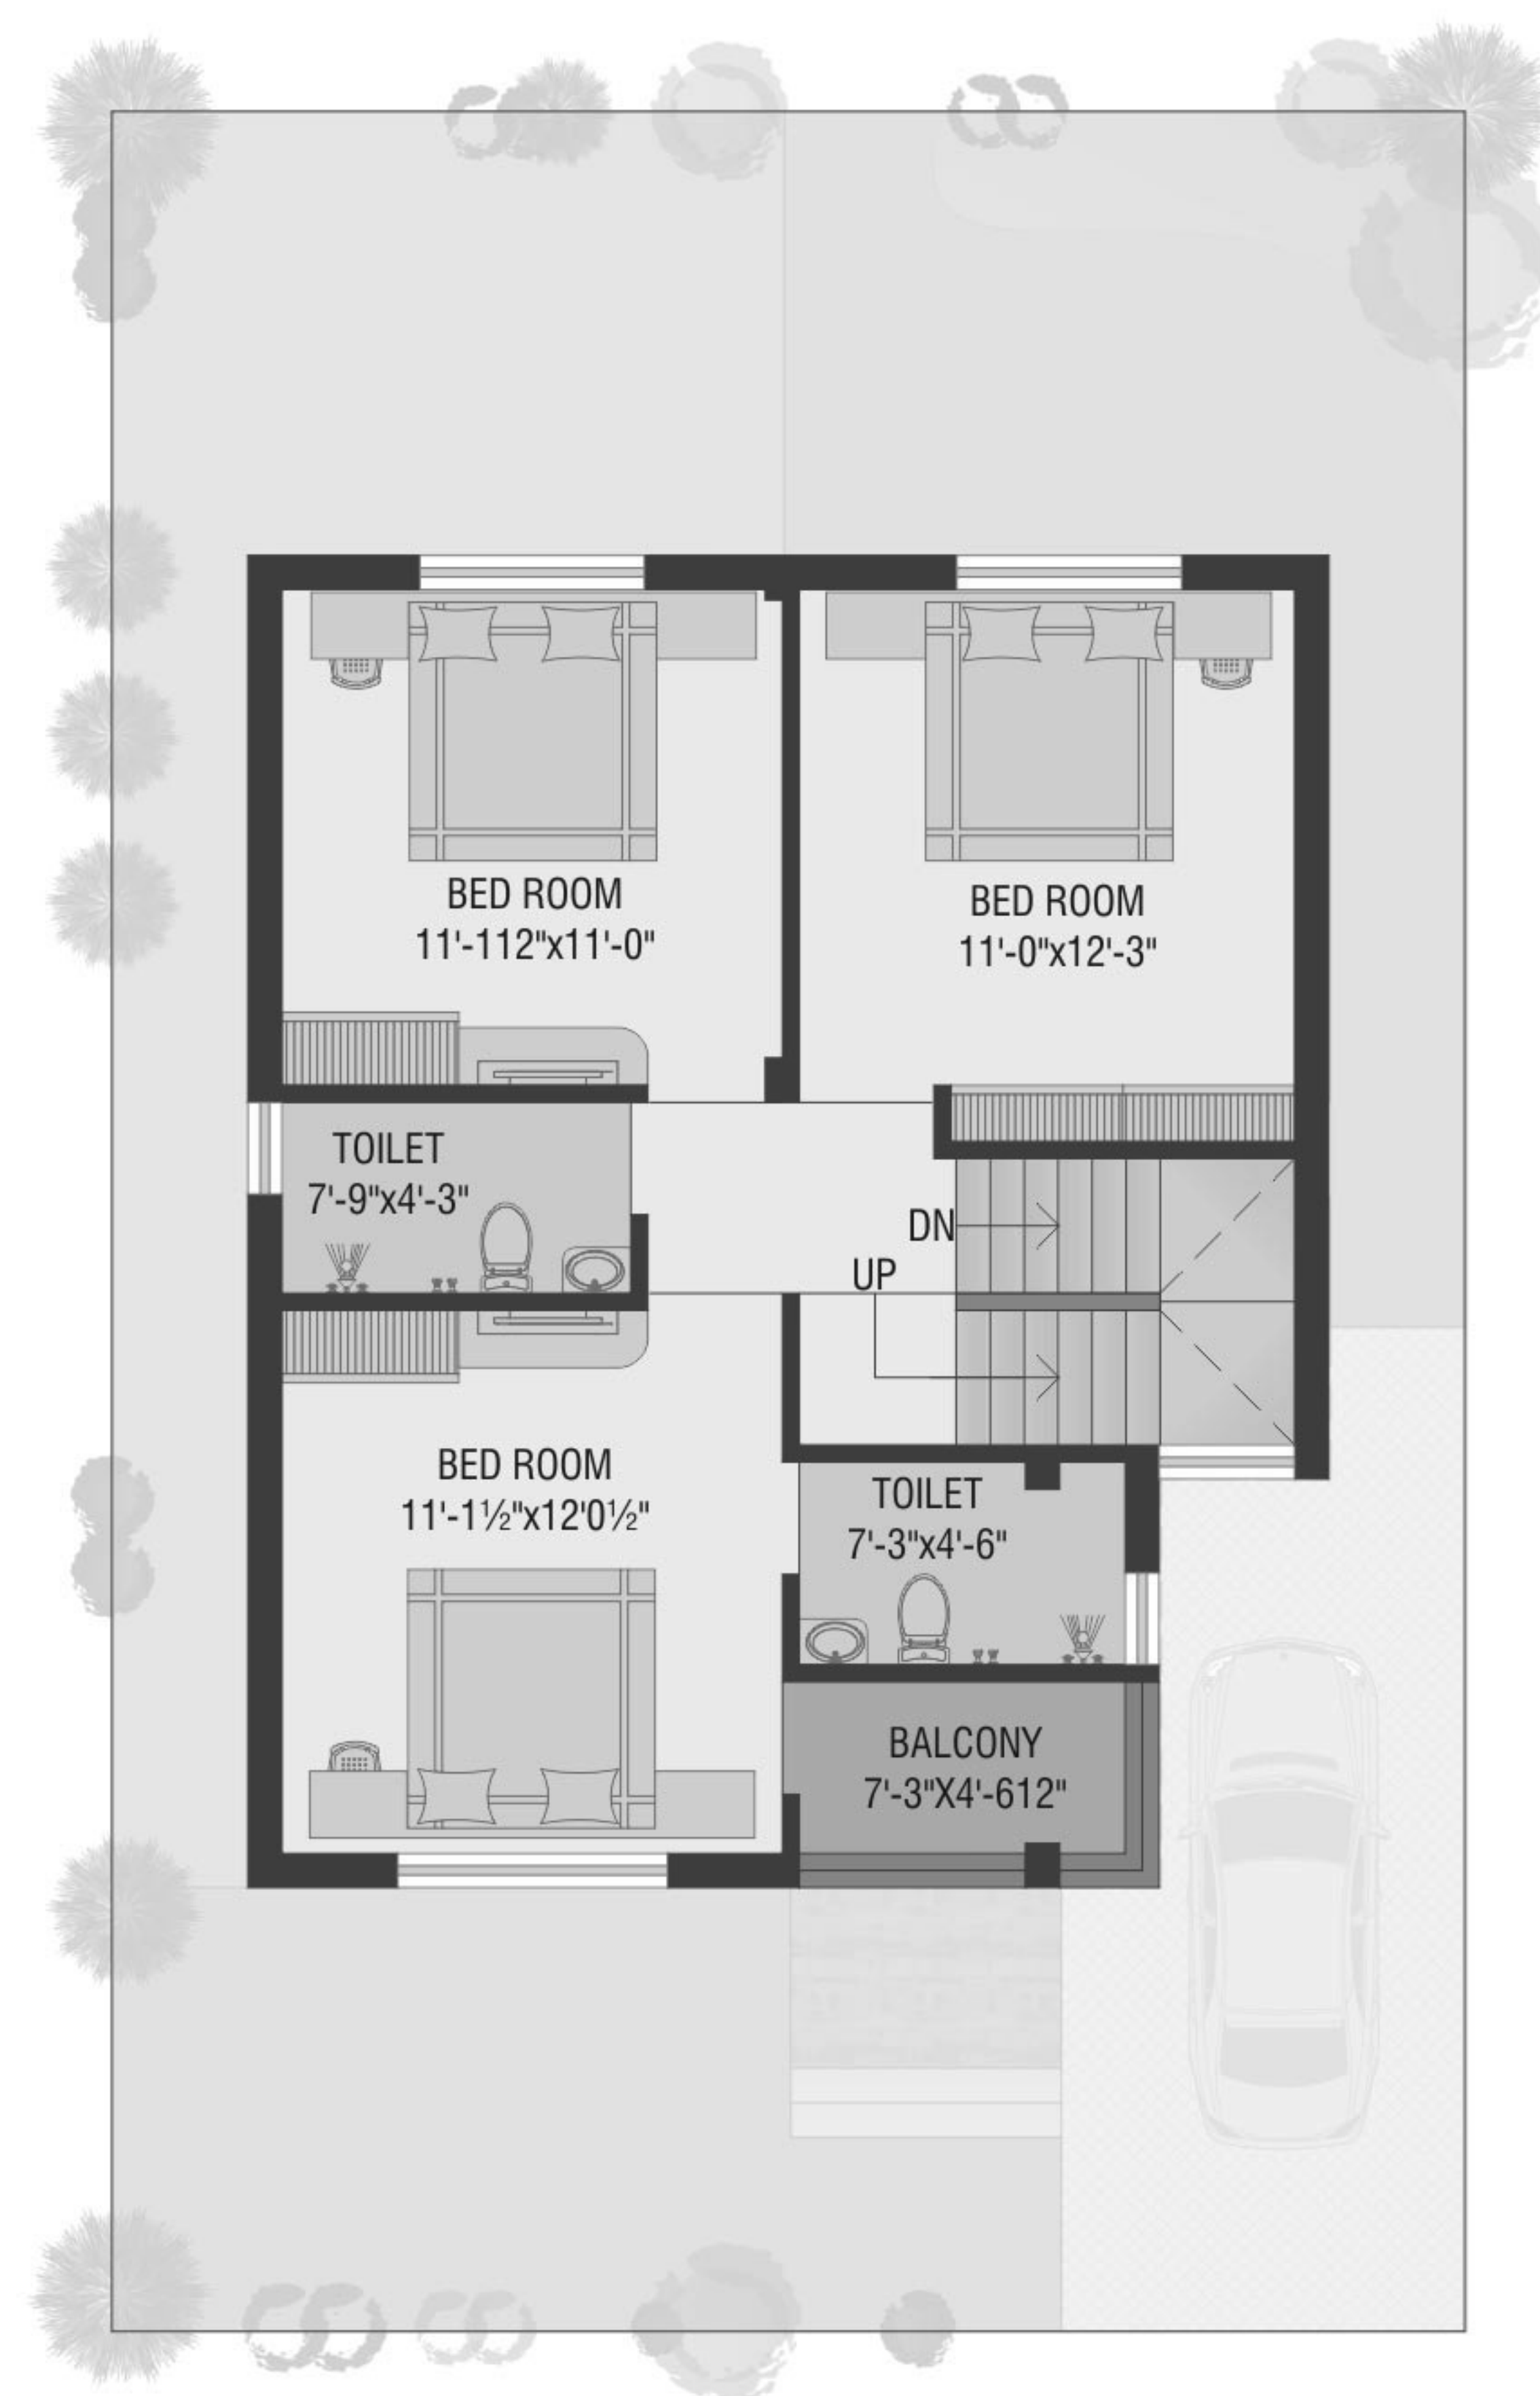 BED ROOM
11'-112"x11'-0"
BED ROOM
11'-0"x12'-3"
TOILET
7'-9"x4'-3"
DN
UP
BED ROOM
11'-1½"x12'0½"
TOILET
7'-3"x4'-6"
BALCONY
7'-3"X4'-612"